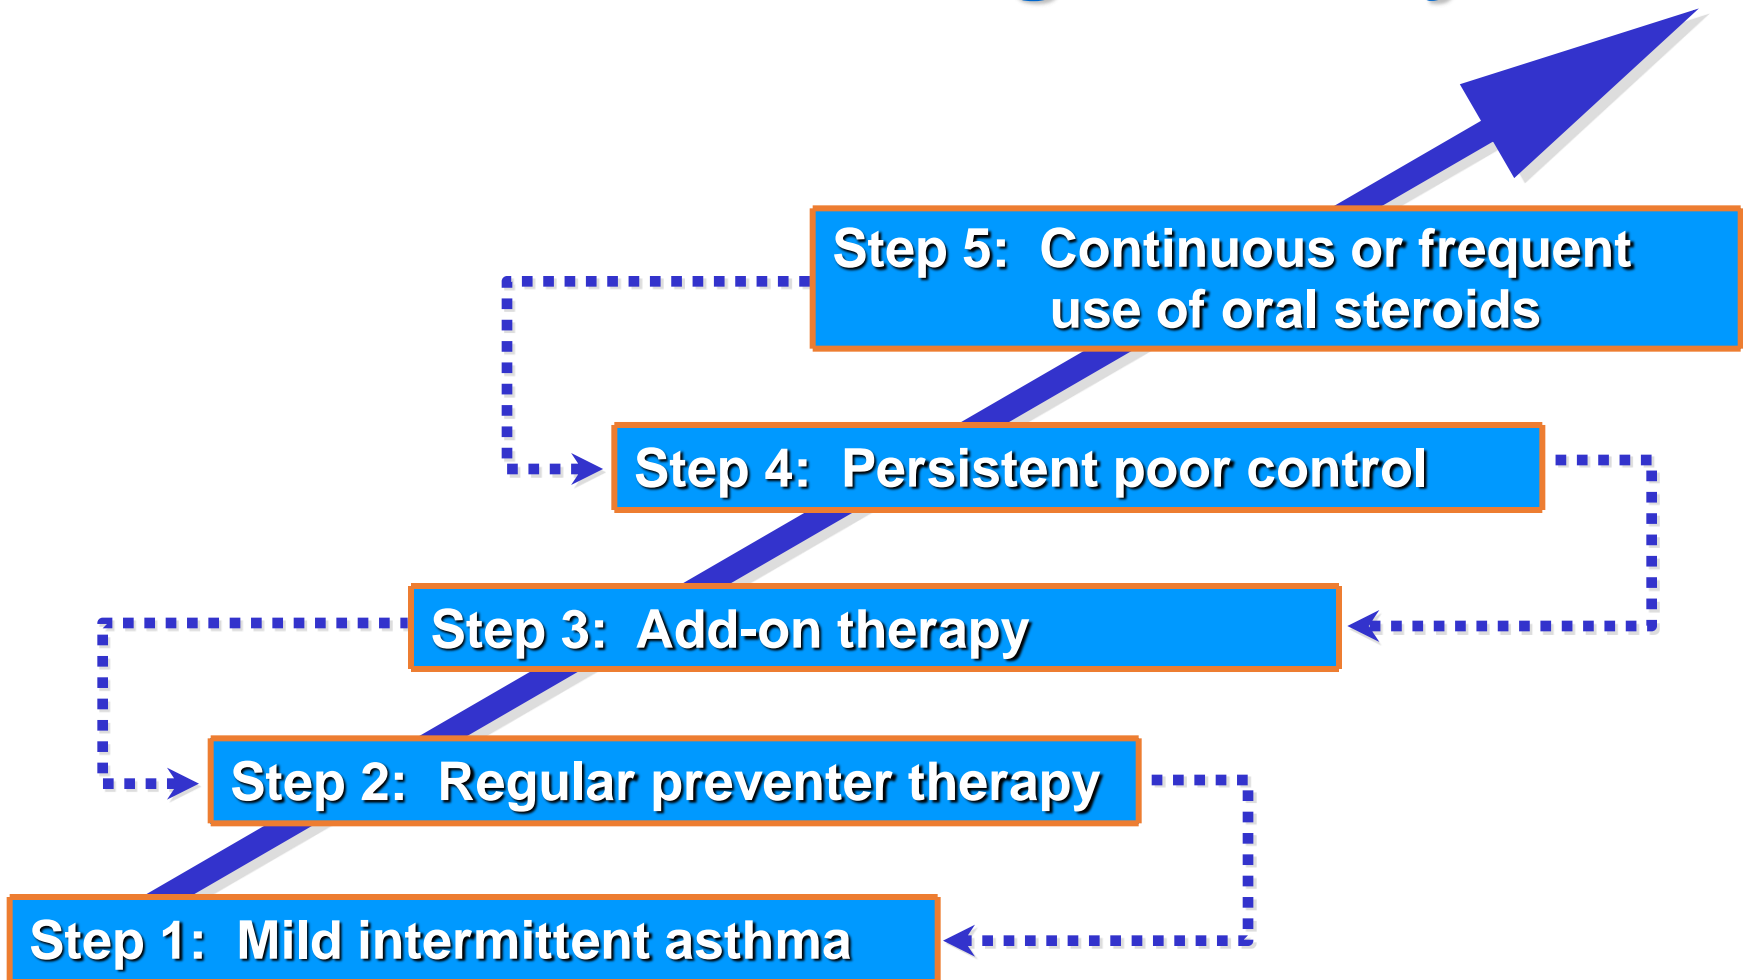 Step 5: Continuous or frequent
use of oral steroids
Step 4: Persistent poor control
Step 3: Add-on therapy
Step 2: Regular preventer therapy
Step 1: Mild intermittent asthma